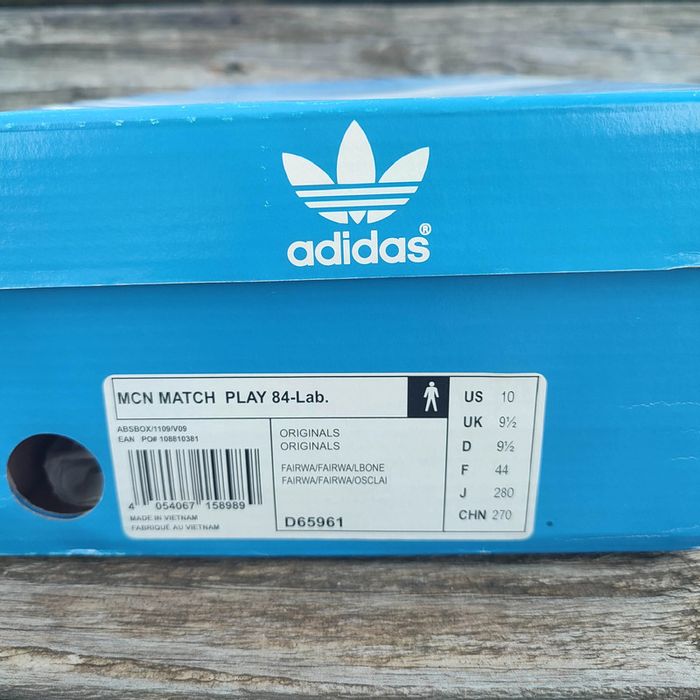 adidas®
MCN MATCH PLAY 84-Lab.
ABSBOX/1109/V09
EAN PO# 108810381
4 054067 158989
MADE IN VIETNAM
FABRIQUÉ AU VIETNAM
ORIGINALS
ORIGINALS
FAIRWA/FAIRWA/LBONE
FAIRWA/FAIRWA/OSCLAI
D65961
US 10
UK 9½
D 9½
F 44
J 280
CHN 270